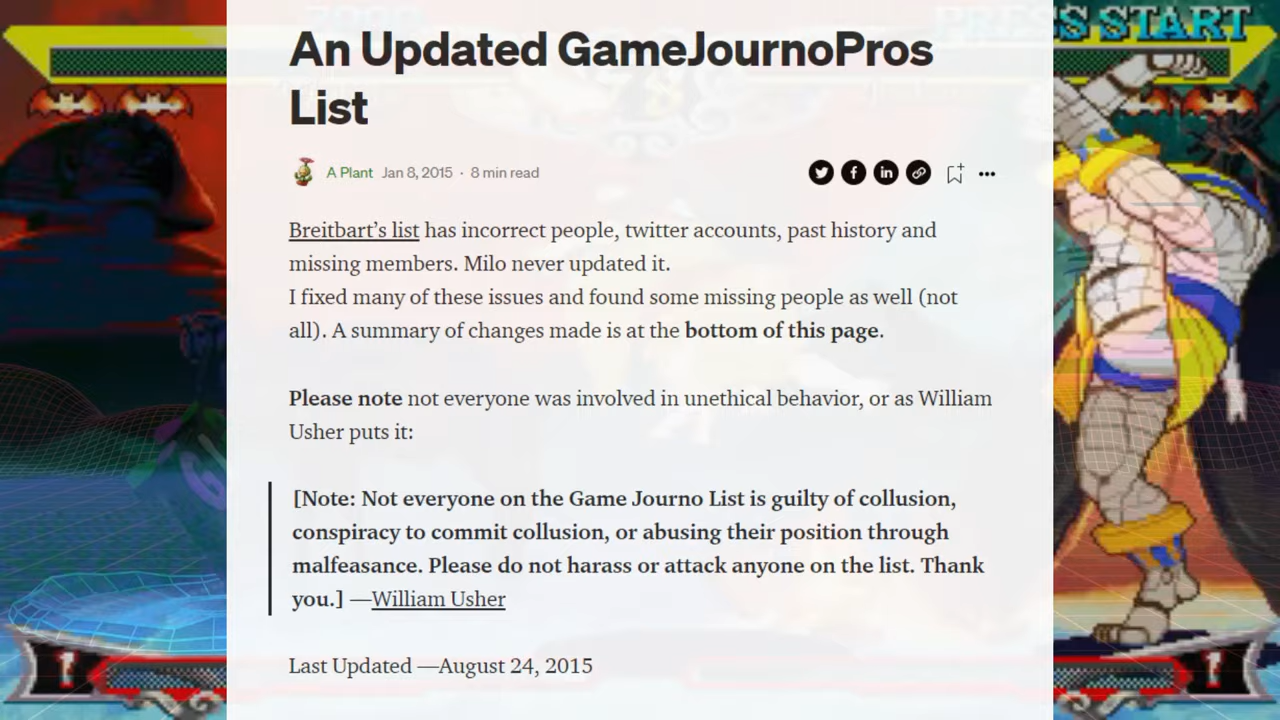 PRESS START
An Updated GameJournoPros
List
A Plant Jan 8, 2015 · 8 min read
Breitbart’s list has incorrect people, twitter accounts, past history and
missing members. Milo never updated it.
I fixed many of these issues and found some missing people as well (not
all). A summary of changes made is at the bottom of this page.
Please note not everyone was involved in unethical behavior, or as William
Usher puts it:
[Note: Not everyone on the Game Journo List is guilty of collusion,
conspiracy to commit collusion, or abusing their position through
malfeasance. Please do not harass or attack anyone on the list. Thank
you.] —William Usher
Last Updated —August 24, 2015